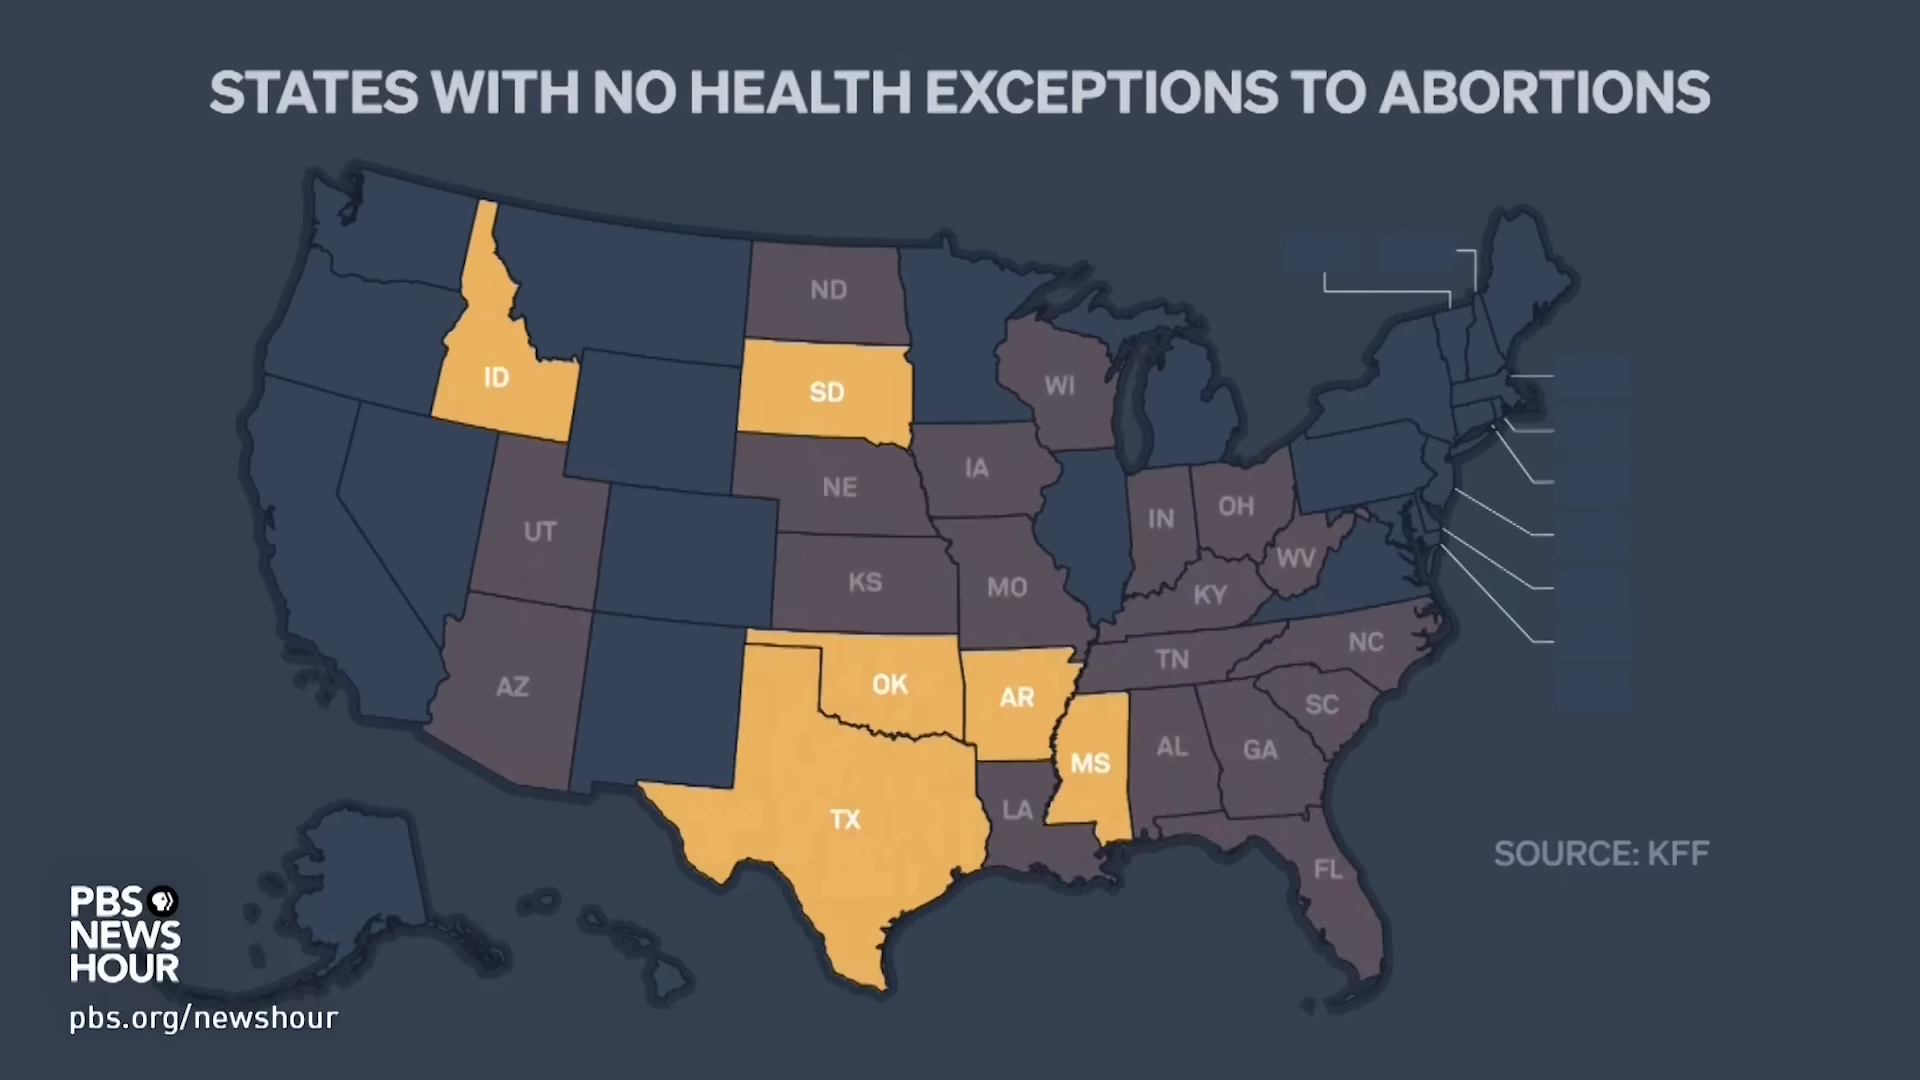 STATES WITH NO HEALTH EXCEPTIONS TO ABORTIONS
ND
ID
SD
WI
IA
NE
OH
IN
UT
WV
KS
MO
KY
NC
TN
AZ
OK
AR
SC
AL
GA
MS
LA
TX
FL
SOURCE: KFF
PBS
NEWS
HOUR
pbs.org/newshour